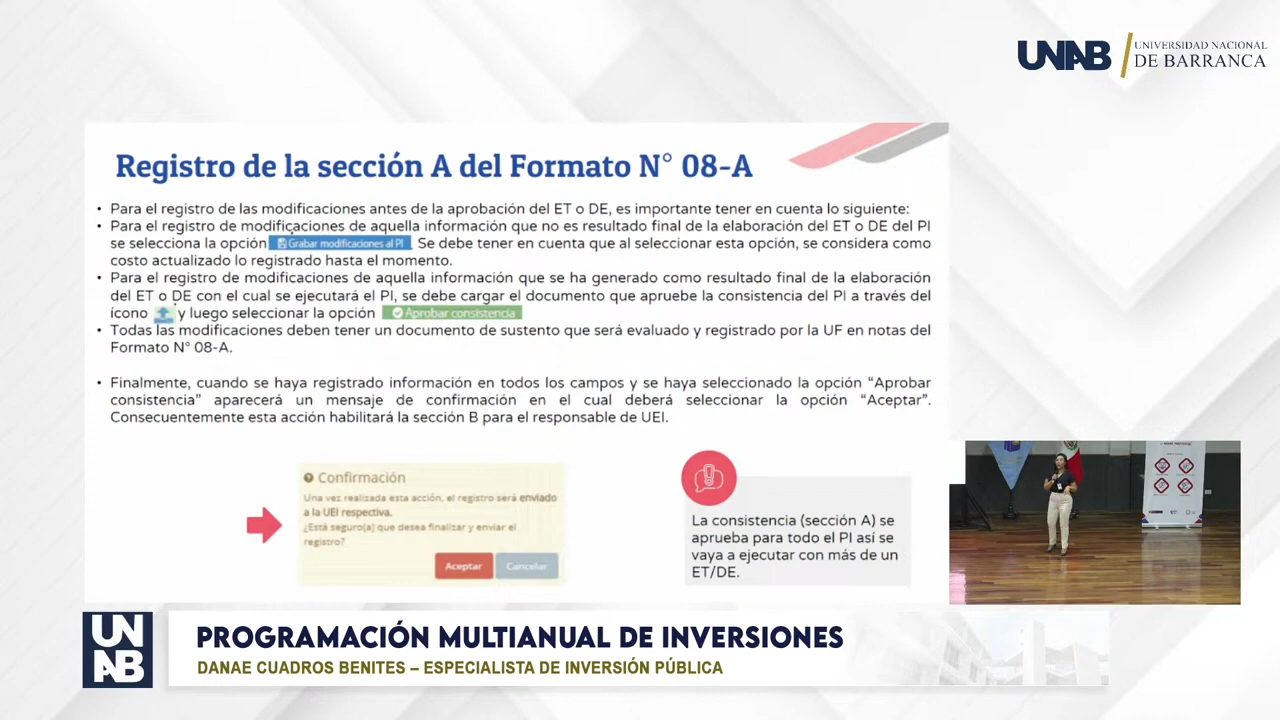 UNAB
UNIVERSIDAD NACIONAL
DE BARRANCA
Registro de la sección A del Formato N° 08-A
• Para el registro de las modificaciones antes de la aprobación del ET o DE, es importante tener en cuenta lo siguiente:
• Para el registro de modificaciones de aquella información que no es resultado final de la elaboración del ET o DE del PI
se selecciona la opción Grabar modificaciones al PI. Se debe tener en cuenta que al seleccionar esta opción, se considera como
costo actualizado lo registrado hasta el momento.
• Para el registro de modificaciones de aquella información que se ha generado como resultado final de la elaboración
del ET o DE con el cual se ejecutará el PI, se debe cargar el documento que apruebe la consistencia del PI a través del
ícono y luego seleccionar la opción Aprobar consistencia
• Todas las modificaciones deben tener un documento de sustento que será evaluado y registrado por la UF en notas del
Formato N° 08-A.
• Finalmente, cuando se haya registrado información en todos los campos y se haya seleccionado la opción “Aprobar
consistencia” aparecerá un mensaje de confirmación en el cual deberá seleccionar la opción “Aceptar”.
Consecuentemente esta acción habilitará la sección B para el responsable de UEI.
Confirmación
Una vez realizada esta acción, el registro será enviado
a la UEI respectiva.
¿Está seguro(a) que desea finalizar y enviar el
registro?
Aceptar Cancelar
La consistencia (sección A) se
aprueba para todo el PI así se
vaya a ejecutar con más de un
ET/DE.
UN
AB
PROGRAMACIÓN MULTIANUAL DE INVERSIONES
DANAE CUADROS BENITES – ESPECIALISTA DE INVERSIÓN PÚBLICA